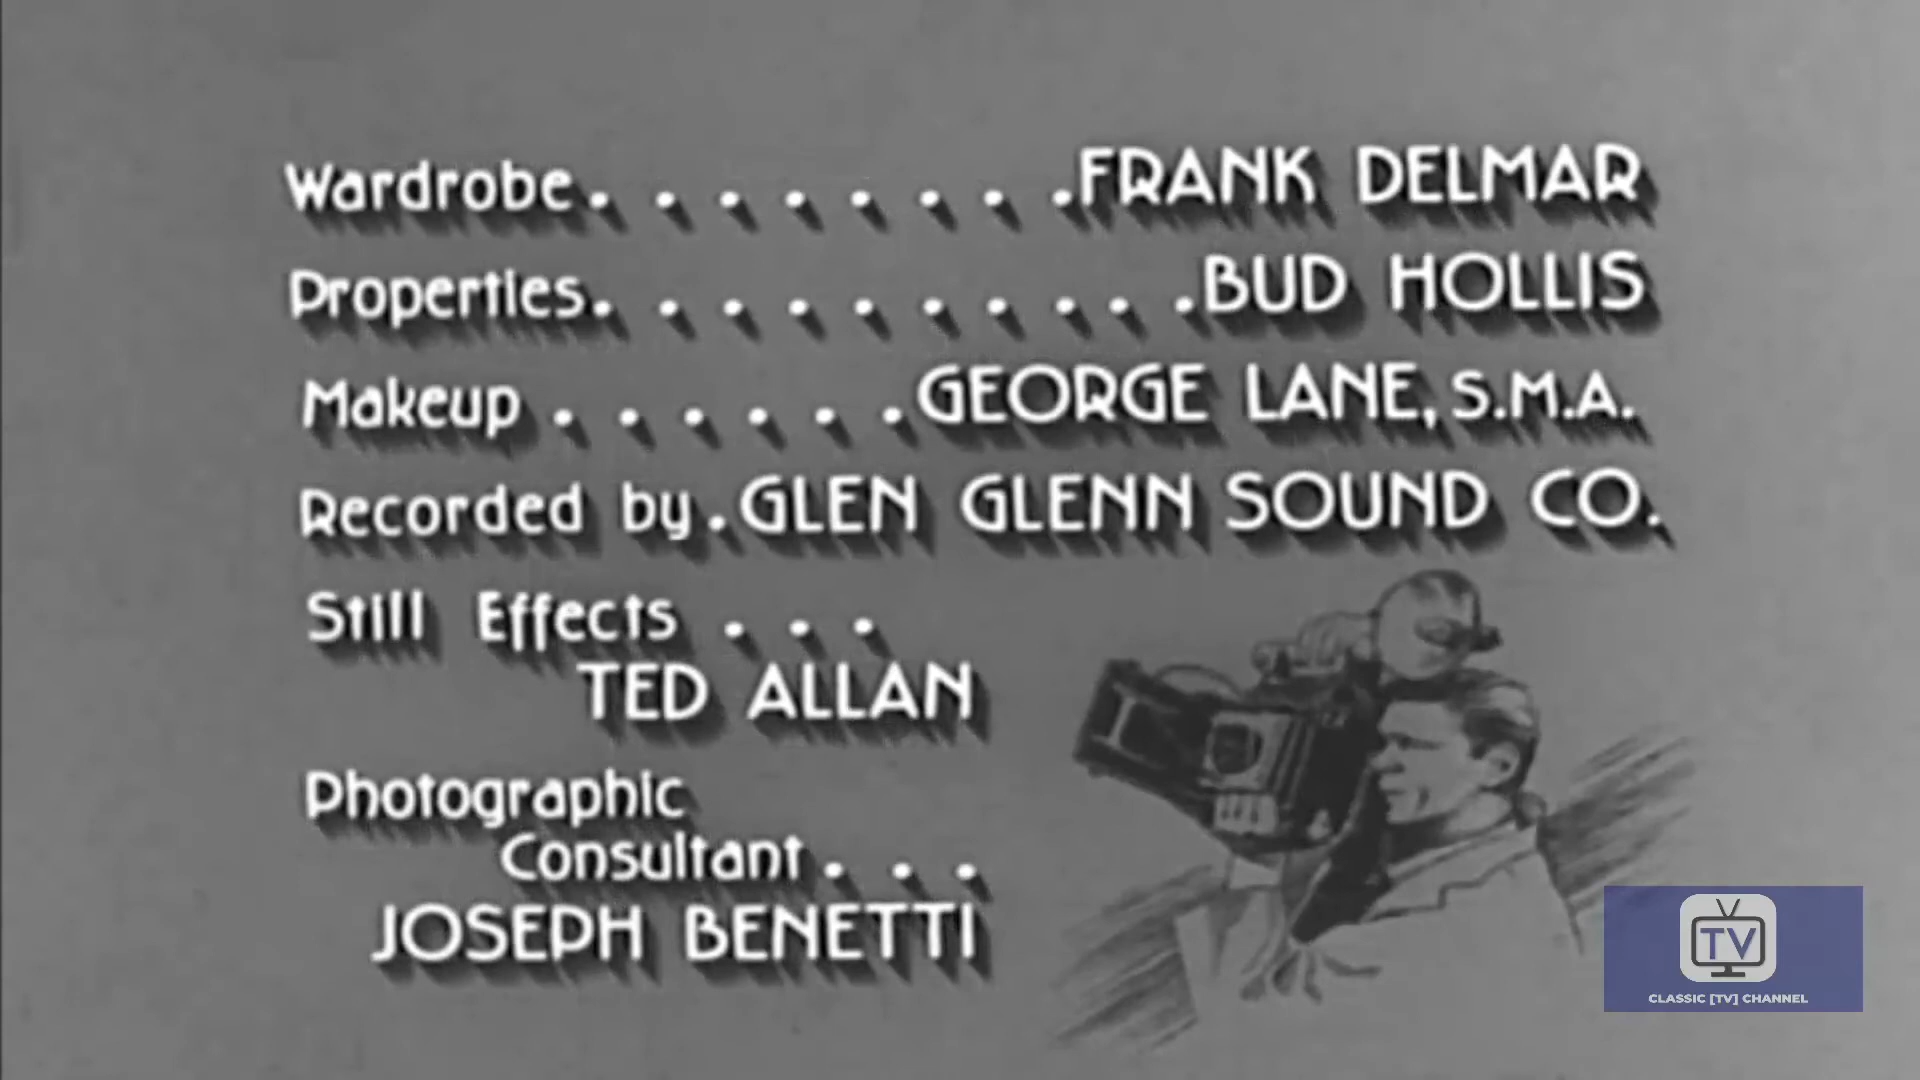 Wardrobe. . . . . . . .FRANK DELMAR
Properties. . . . . . . . . .BUD HOLLIS
Makeup . . . . . .GEORGE LANE, S.M.A.
Recorded by .GLEN GLENN SOUND CO.
Still Effects . . .
TED ALLAN
Photographic
Consultant . . .
JOSEPH BENETTI
TV
CLASSIC [TV] CHANNEL